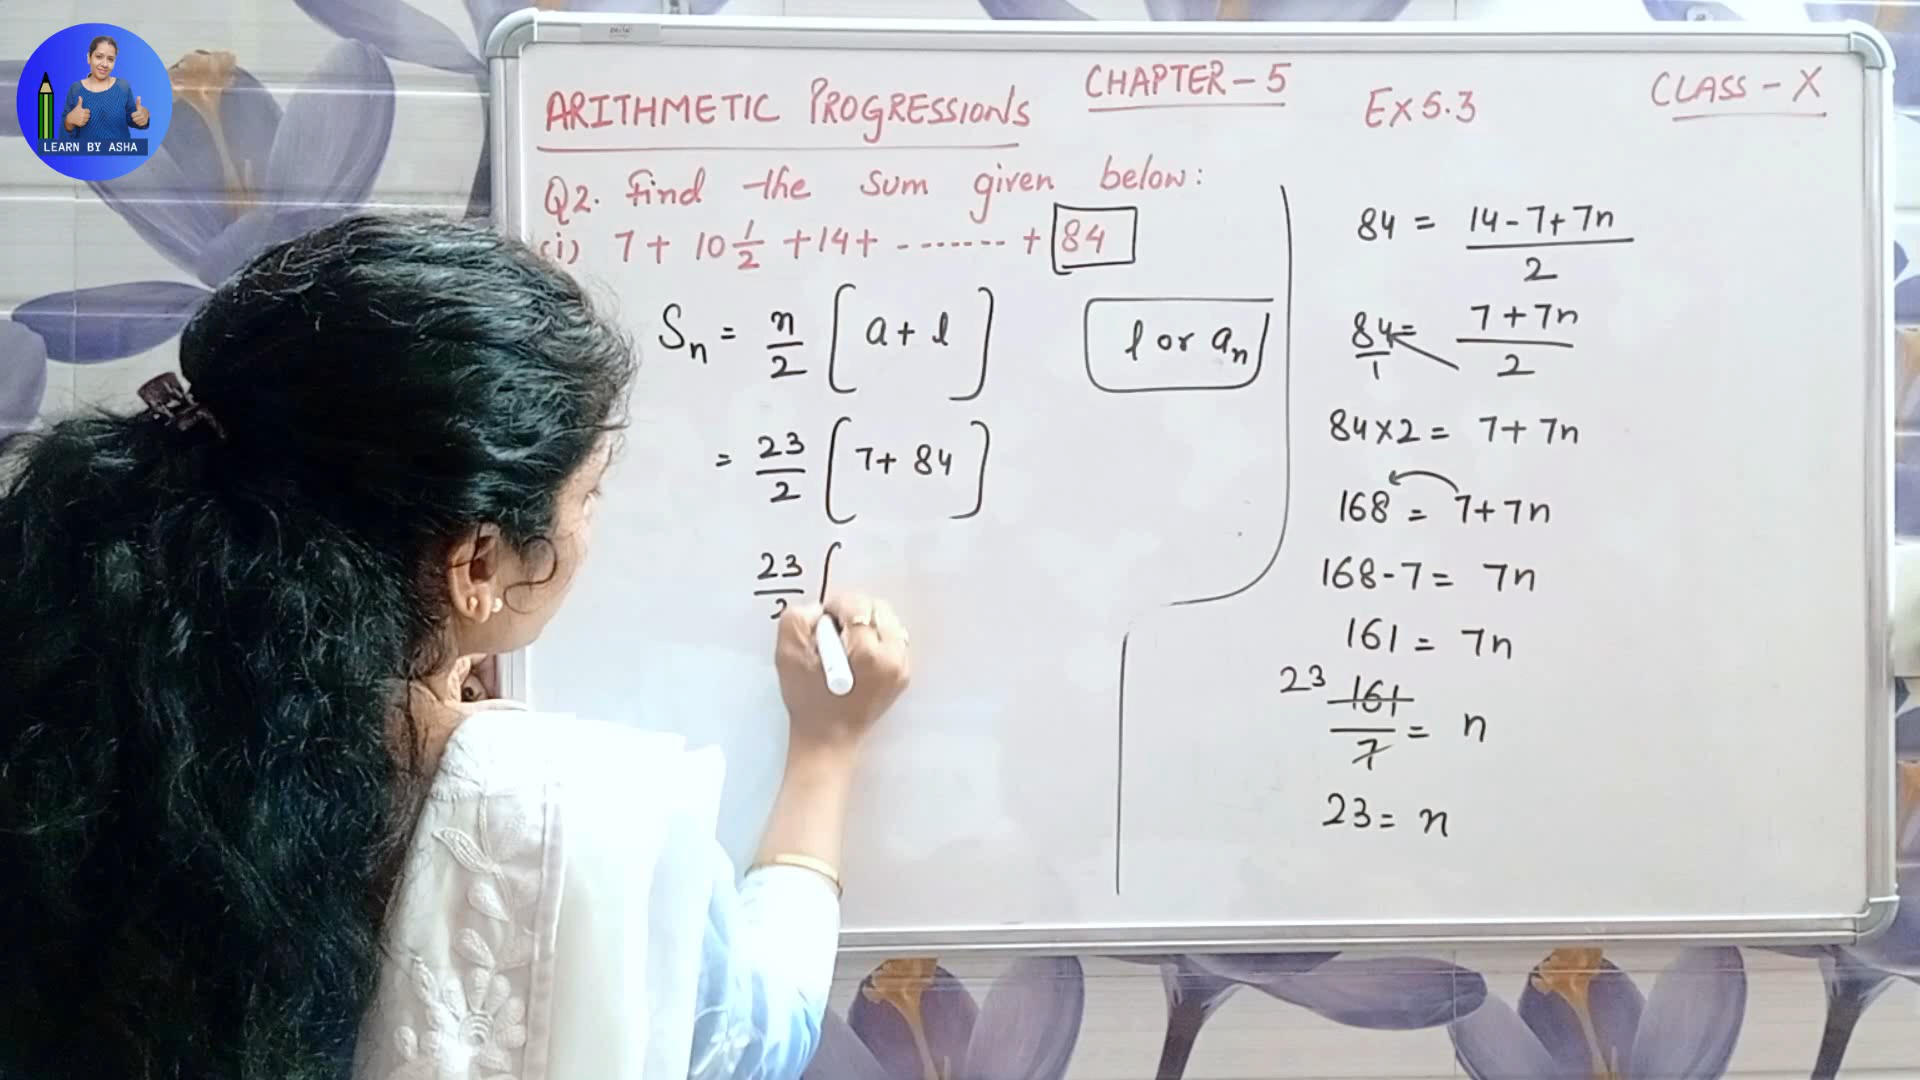 LEARN BY ASHA
ARITHMETIC PROGRESSIONS
CHAPTER-5
Ex 5.3
CLASS-X
Q2. Find the sum given below:
(i) 7 + 10 1/2 + 14 + ------- + 84
Sn = n/2 [a + l]
l or an
= 23/2 [7 + 84]
23/2 [
84 = 14-7+7n/2
84/1 = 7+7n/2
84×2 = 7+7n
168 = 7+7n
168-7 = 7n
161 = 7n
23 161/7 = n
23 = n